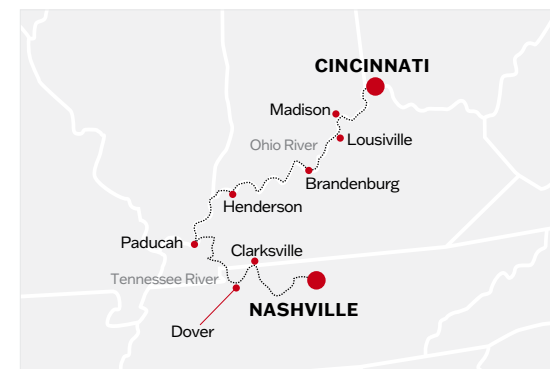 CINCINNATI
Madison
Lousiville
Ohio River
Brandenburg
Henderson
Paducah
Clarksville
Tennessee River
NASHVILLE
Dover